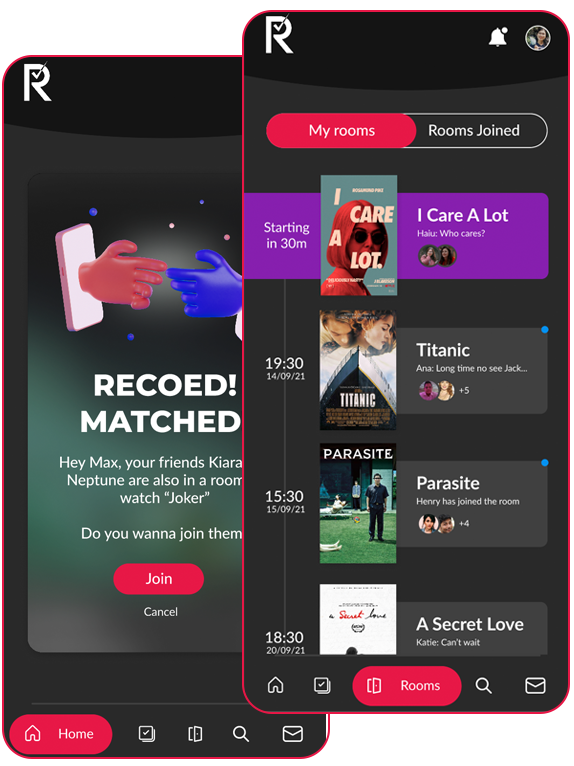 R
RECOED!
MATCHED
Hey Max, your friends Kiara
Neptune are also in a room
watch “Joker”
Do you wanna join them
Join
Cancel
Home
R
My rooms
Rooms Joined
Starting
in 30m
I
CARE
A
LOT.
I Care A Lot
Haiu: Who cares?
19:30
14/09/21
TITANIC
Titanic
Ana: Long time no see Jack...
+5
15:30
15/09/21
PARASITE
Parasite
Henry has joined the room
+4
18:30
20/09/21
a Secret love
A Secret Love
Katie: Can't wait
Rooms